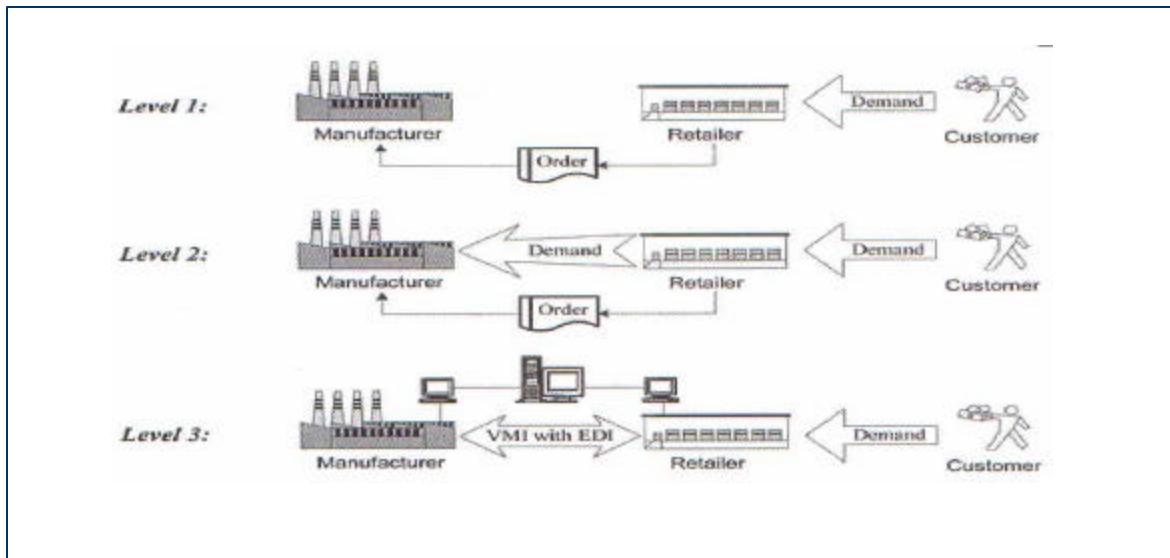 Level 1:
Manufacturer
Retailer
Demand
Customer
Order
Level 2:
Manufacturer
Demand
Retailer
Demand
Customer
Order
Level 3:
Manufacturer
VMI with EDI
Retailer
Demand
Customer